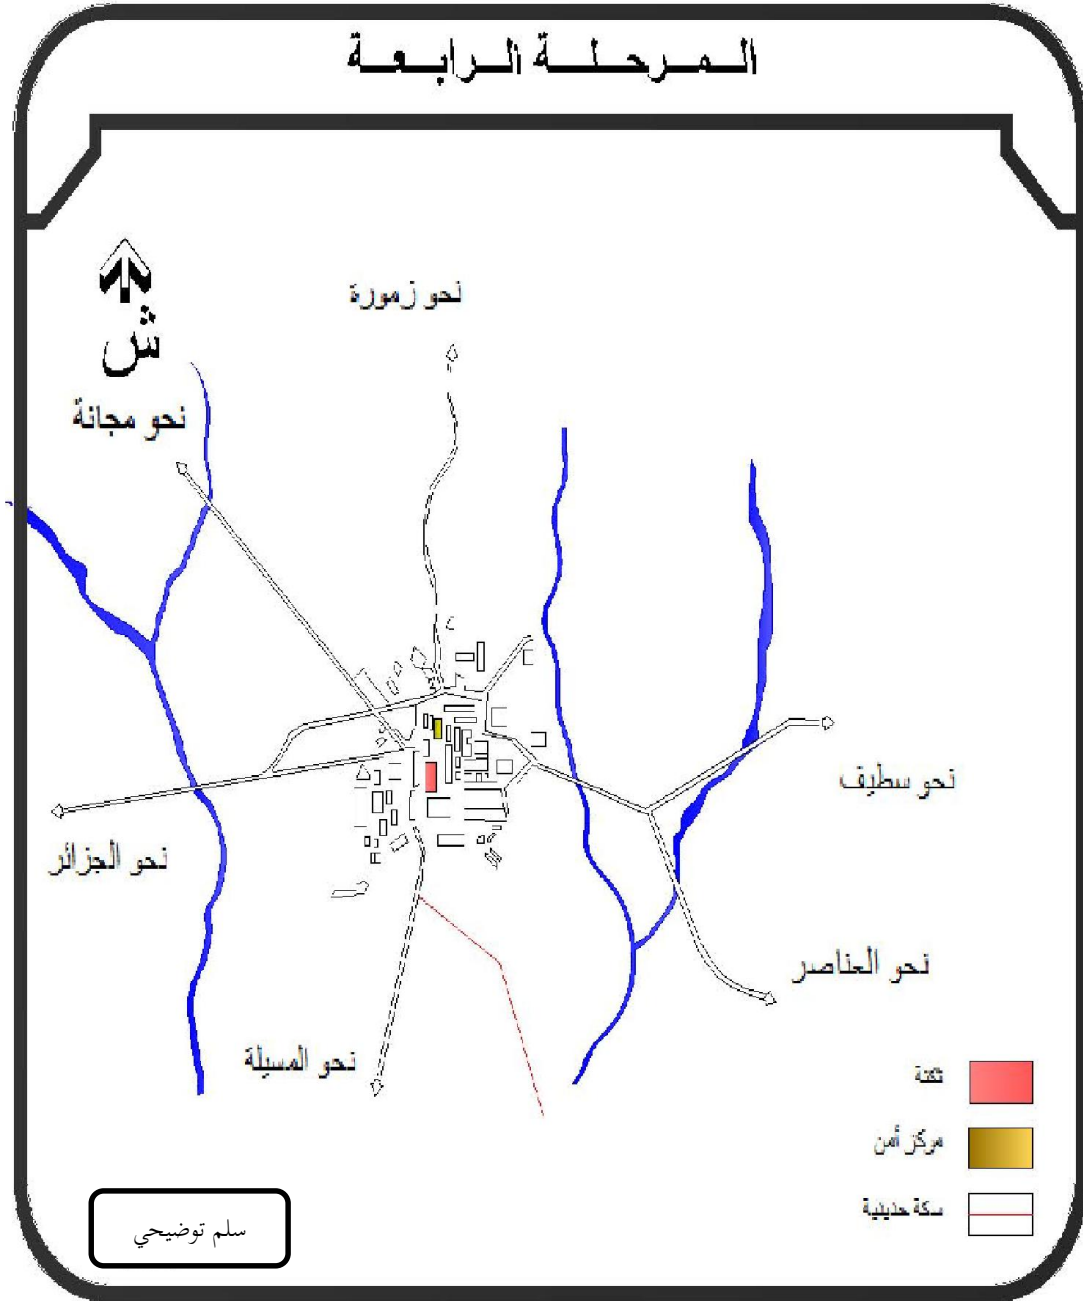 المرحلة الرابعة
نحو زمورة
ش
نحو مجانة
نحو سطيف
نحو الجزائر
نحو العناصر
نحو المسيلة
ثكنة
مركز أمن
سكة حديدية
سلم توضيحي